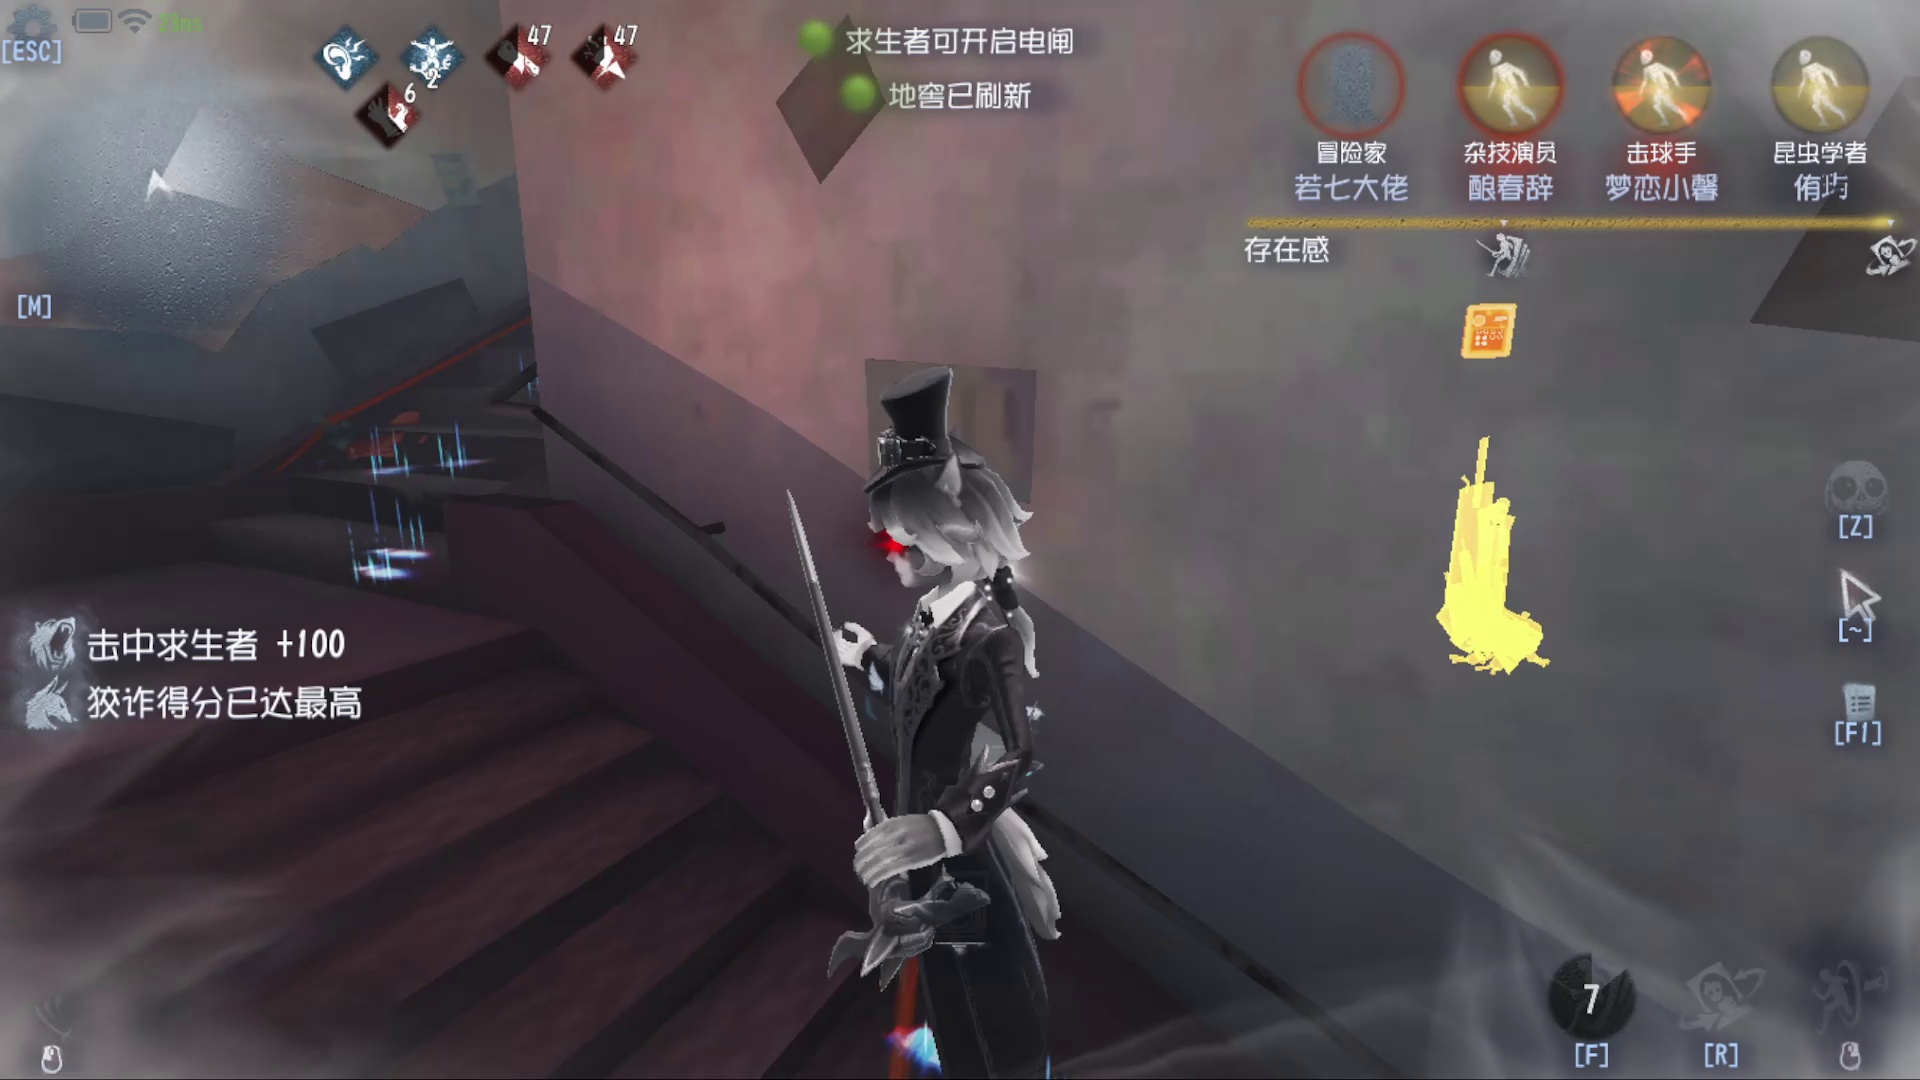 23ms
[ESC]
47
47
2
6
求生者可开启电闸
地窖已刷新
冒险家
杂技演员
击球手
昆虫学者
若七大佬
酿春辞
梦恋小馨
侑玙
存在感
[M]
[Z]
[~]
[F1]
击中求生者 +100
狡诈得分已达最高
7
[F]
[R]